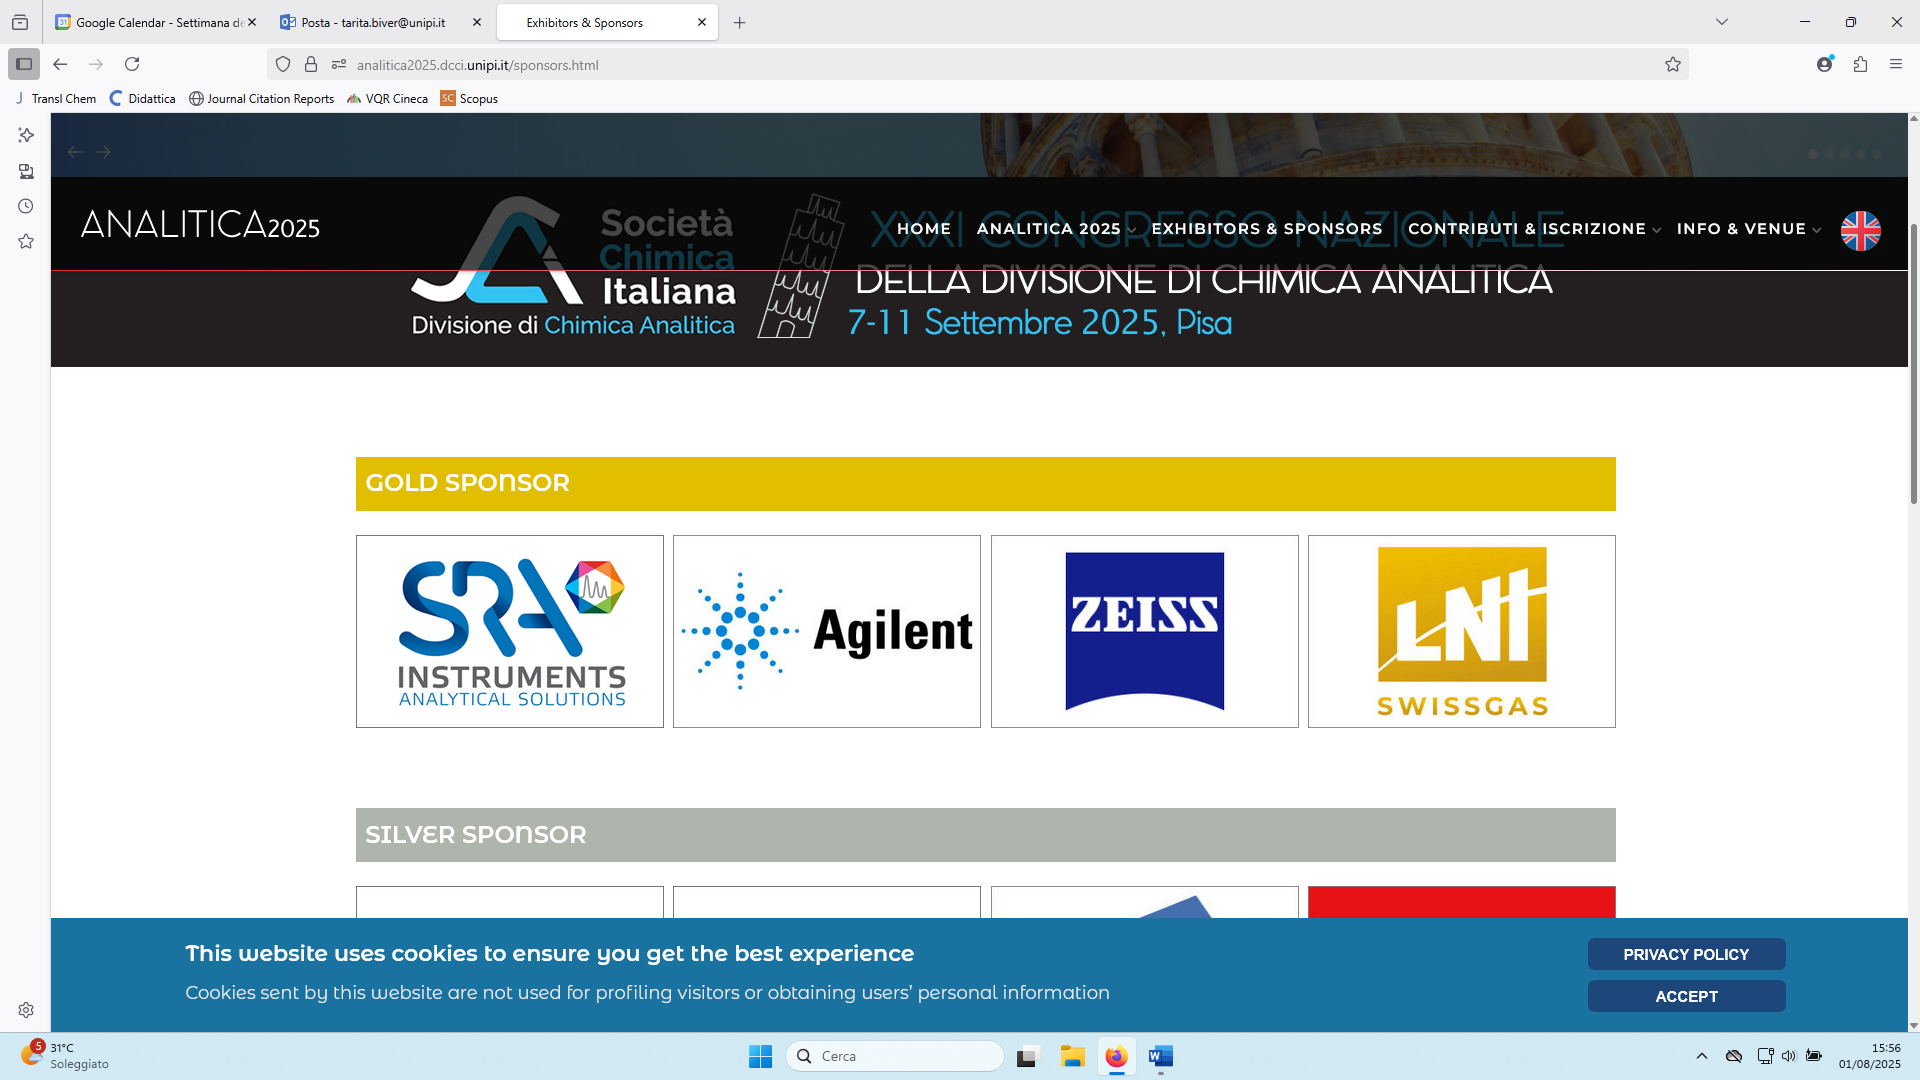 Google Calendar - Settimana de
Posta - tarita.biver@unipi.it
Exhibitors & Sponsors
analitica2025.dcci.unipi.it/sponsors.html
Transl Chem
Didattica
Journal Citation Reports
VQR Cineca
SC Scopus
ANALITICA2025
HOME
ANALITICA 2025
EXHIBITORS & SPONSORS
CONTRIBUTI & ISCRIZIONE
INFO & VENUE
Società
Chimica
Italiana
Divisione di Chimica Analitica
XXXI CONGRESSO NAZIONALE
DELLA DIVISIONE DI CHIMICA ANALITICA
7-11 Settembre 2025, Pisa
GOLD SPONSOR
SRA
INSTRUMENTS
ANALYTICAL SOLUTIONS
Agilent
ZEISS
LNI
SWISSGAS
SILVER SPONSOR
This website uses cookies to ensure you get the best experience
Cookies sent by this website are not used for profiling visitors or obtaining users' personal information
PRIVACY POLICY
ACCEPT
5
31°C
Soleggiato
Cerca
15:56
01/08/2025